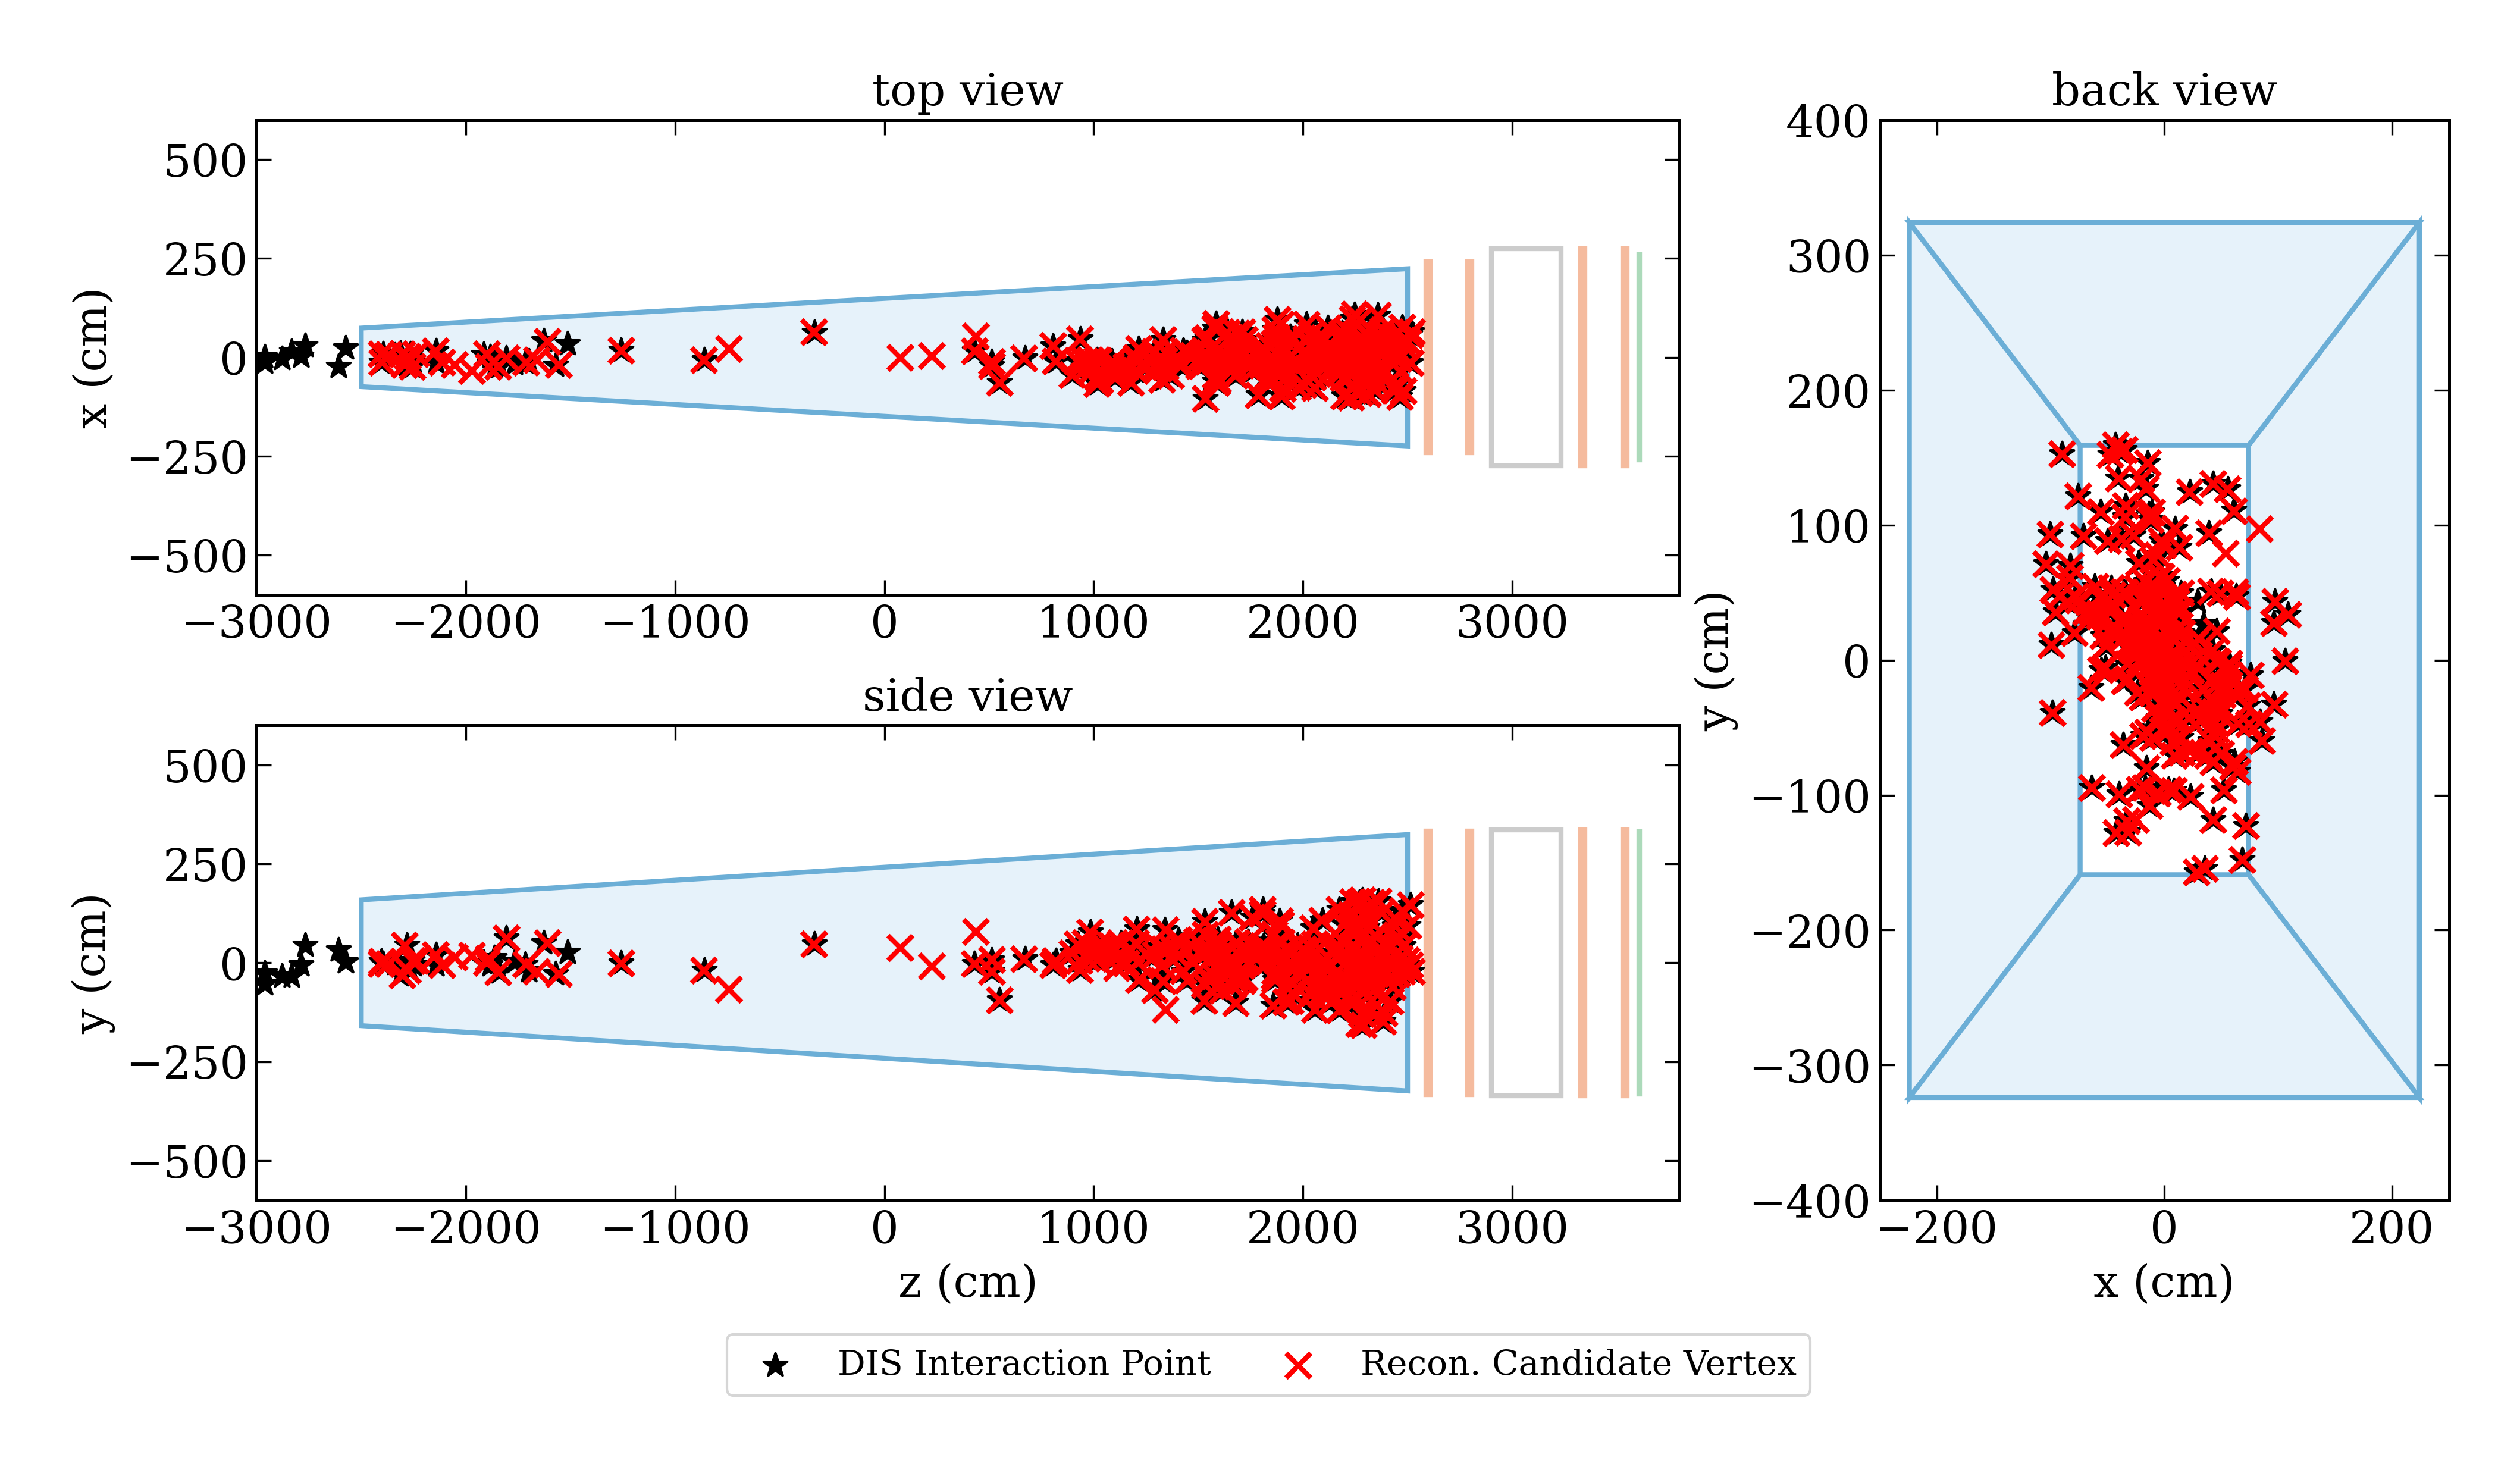 top view
500
250
0
−250
−500
x (cm)
−3000 −2000 −1000 0 1000 2000 3000
side view
500
250
0
−250
−500
y (cm)
−3000 −2000 −1000 0 1000 2000 3000
z (cm)
back view
400
300
200
100
0
−100
−200
−300
−400
y (cm)
−200 0 200
x (cm)
DIS Interaction Point
Recon. Candidate Vertex